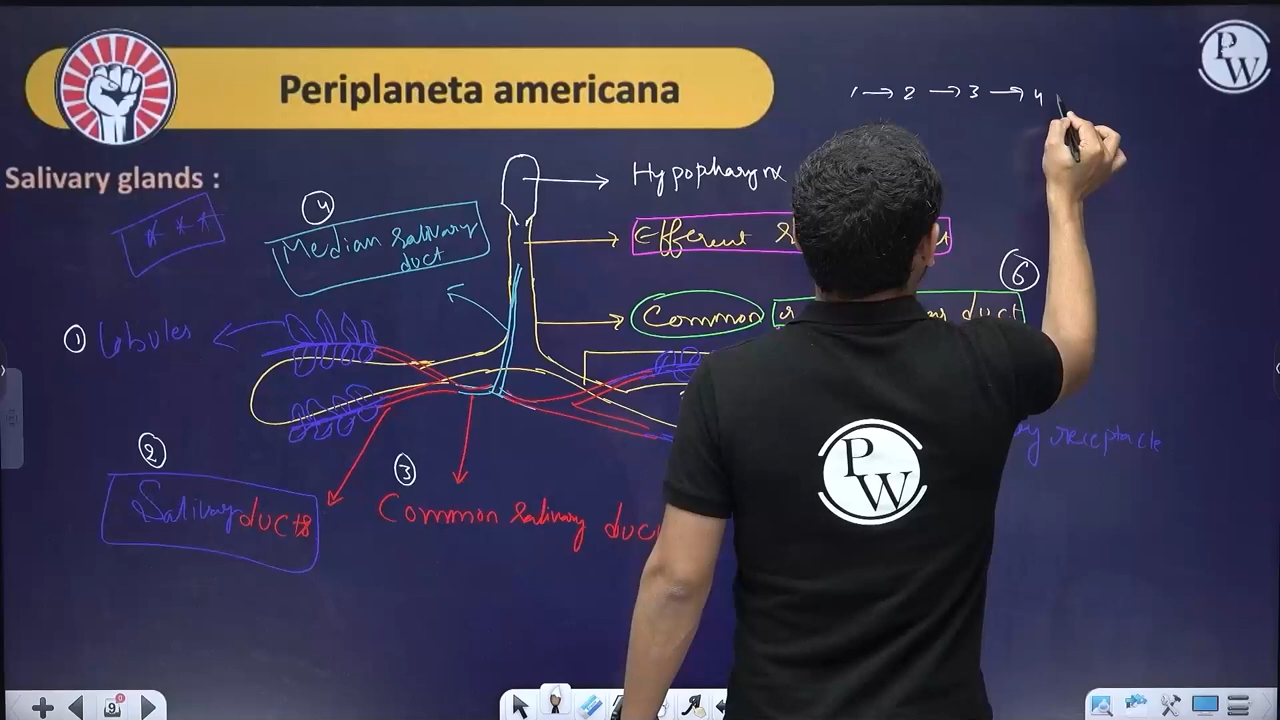 Periplaneta americana
P
W
1 → 2 → 3 → 4
Salivary glands :
Hypopharynx
4
Median Salivary
duct
Efferent
6
Common duct
1 Lobules
receptacle
2
Salivary ducts
3
Common Salivary duc
P
W
9